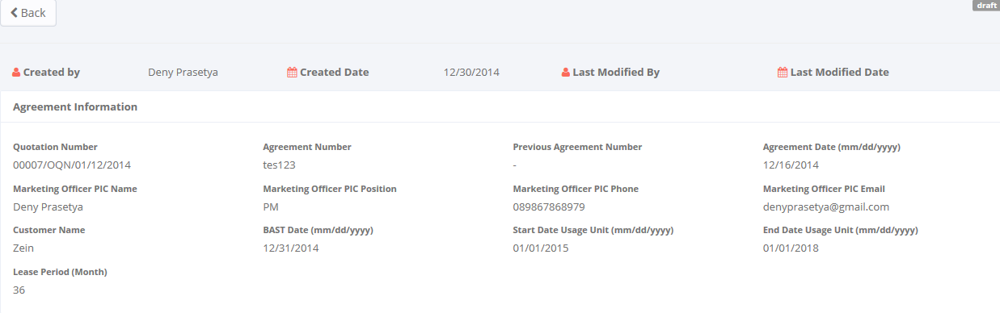 Back
draft
Created by Deny Prasetya Created Date 12/30/2014 Last Modified By Last Modified Date
Agreement Information
Quotation Number Agreement Number Previous Agreement Number Agreement Date (mm/dd/yyyy)
00007/OQN/01/12/2014 tes123 - 12/16/2014
Marketing Officer PIC Name Marketing Officer PIC Position Marketing Officer PIC Phone Marketing Officer PIC Email
Deny Prasetya PM 089867868979 denyprasetya@gmail.com
Customer Name BAST Date (mm/dd/yyyy) Start Date Usage Unit (mm/dd/yyyy) End Date Usage Unit (mm/dd/yyyy)
Zein 12/31/2014 01/01/2015 01/01/2018
Lease Period (Month)
36